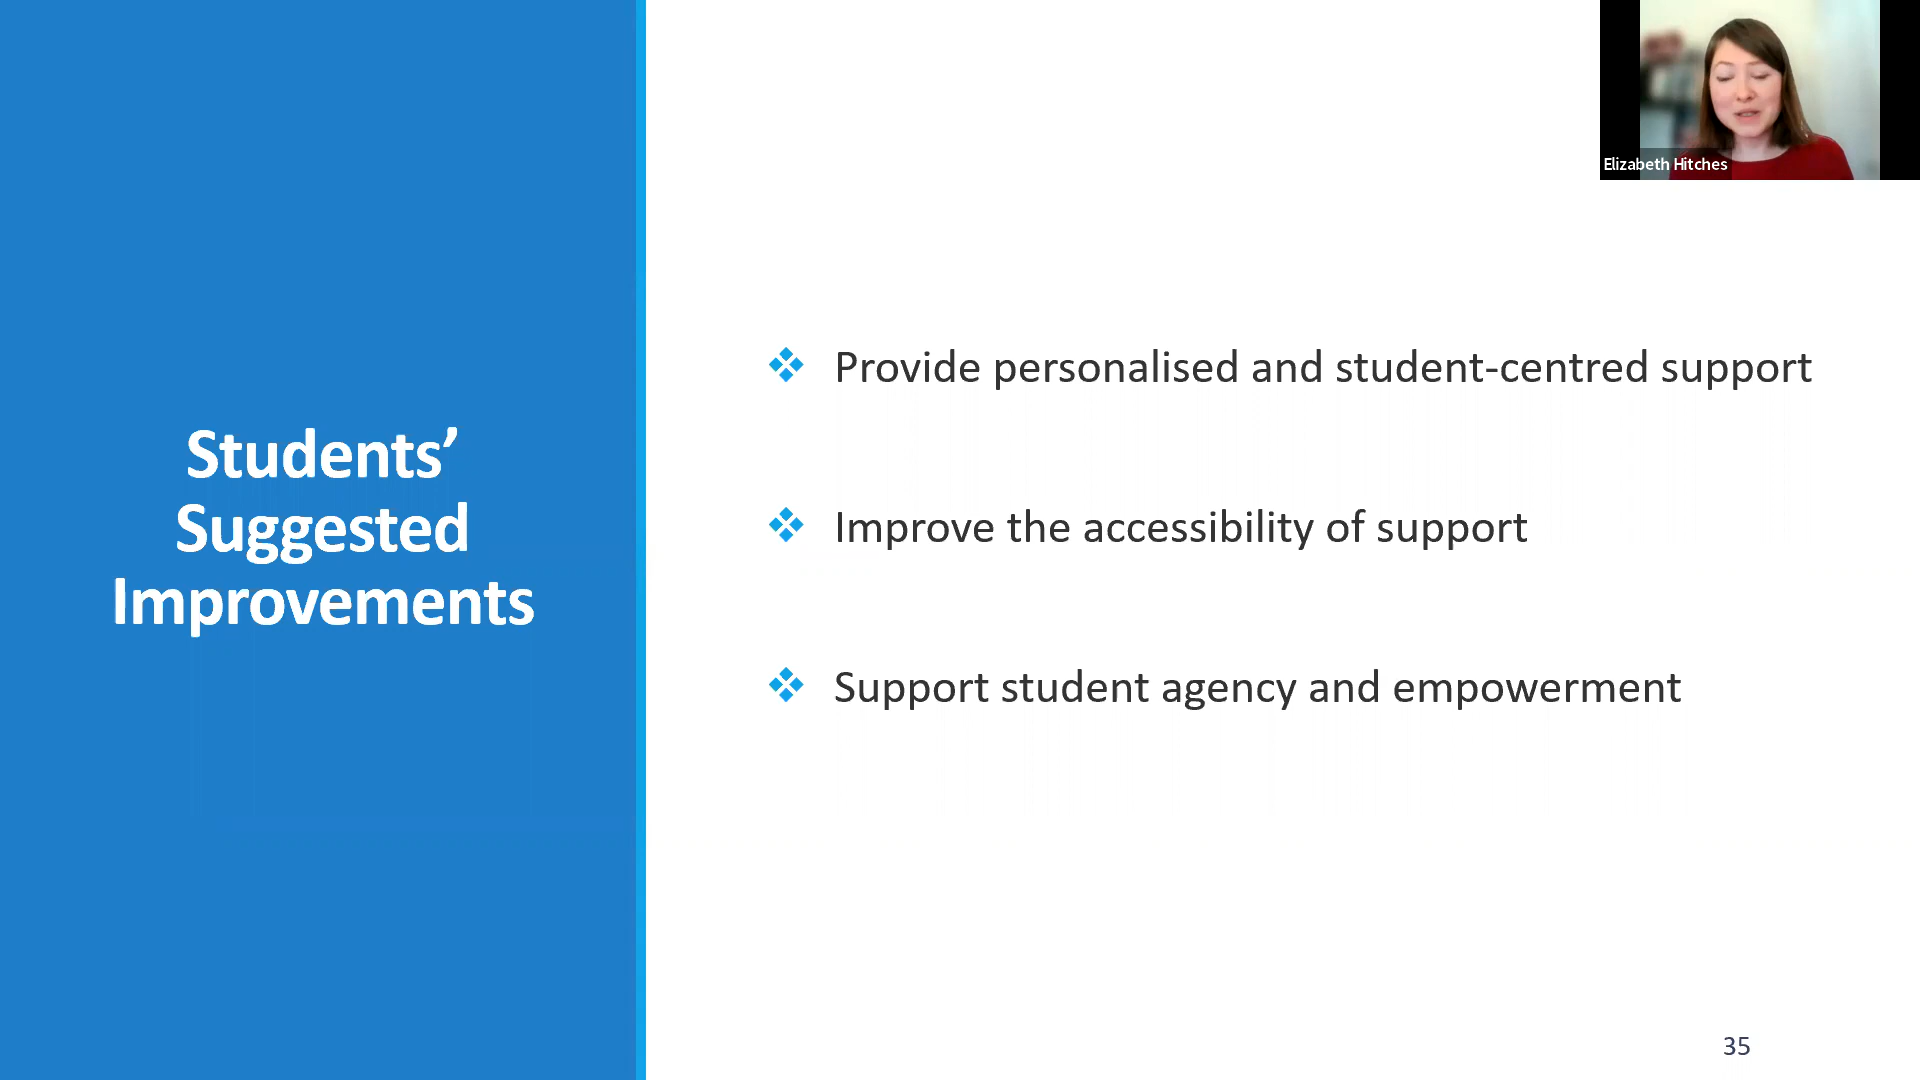 Elizabeth Hitches
Students’
Suggested
Improvements
Provide personalised and student-centred support
Improve the accessibility of support
Support student agency and empowerment
35